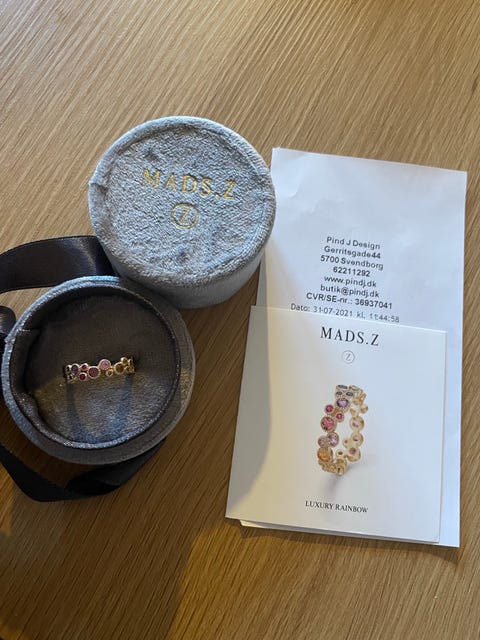 MADS.Z
Z
Pind J Design
Gerritsgade44
5700 Svendborg
62211292
www.pindj.dk
butik@pindj.dk
CVR/SE-nr.: 36937041
Dato: 31-07-2021 kl. 11:44:58
MADS.Z
Z
LUXURY RAINBOW